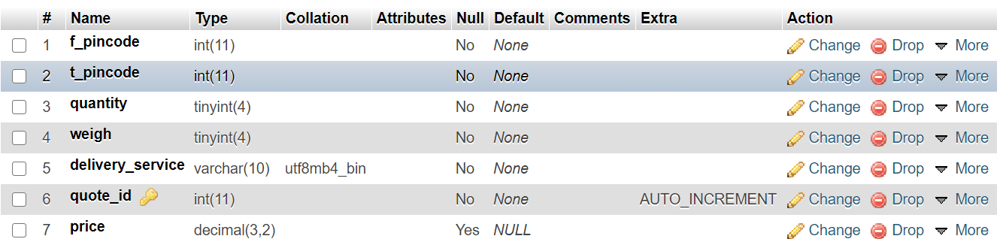 # Name Type Collation Attributes Null Default Comments Extra Action
1 f_pincode int(11) No None Change Drop More
2 t_pincode int(11) No None Change Drop More
3 quantity tinyint(4) No None Change Drop More
4 weigh tinyint(4) No None Change Drop More
5 delivery_service varchar(10) utf8mb4_bin No None Change Drop More
6 quote_id int(11) No None AUTO_INCREMENT Change Drop More
7 price decimal(3,2) Yes NULL Change Drop More